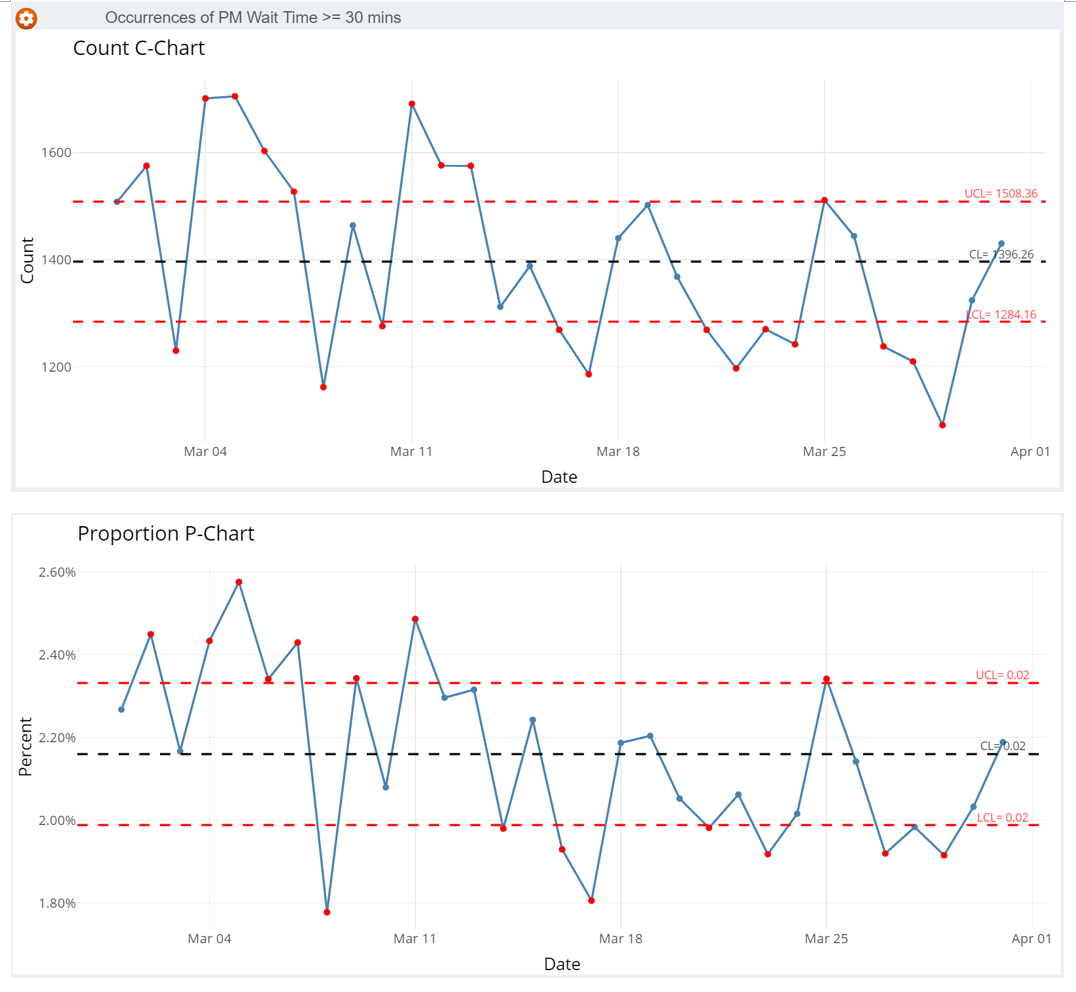 Occurrences of PM Wait Time >= 30 mins
Count C-Chart
1600
1400
1200
Count
UCL= 1508.36
CL= 1396.26
LCL= 1284.16
Mar 04
Mar 11
Mar 18
Mar 25
Apr 01
Date
Proportion P-Chart
2.60%
2.40%
2.20%
2.00%
1.80%
Percent
UCL= 0.02
CL= 0.02
LCL= 0.02
Mar 04
Mar 11
Mar 18
Mar 25
Apr 01
Date